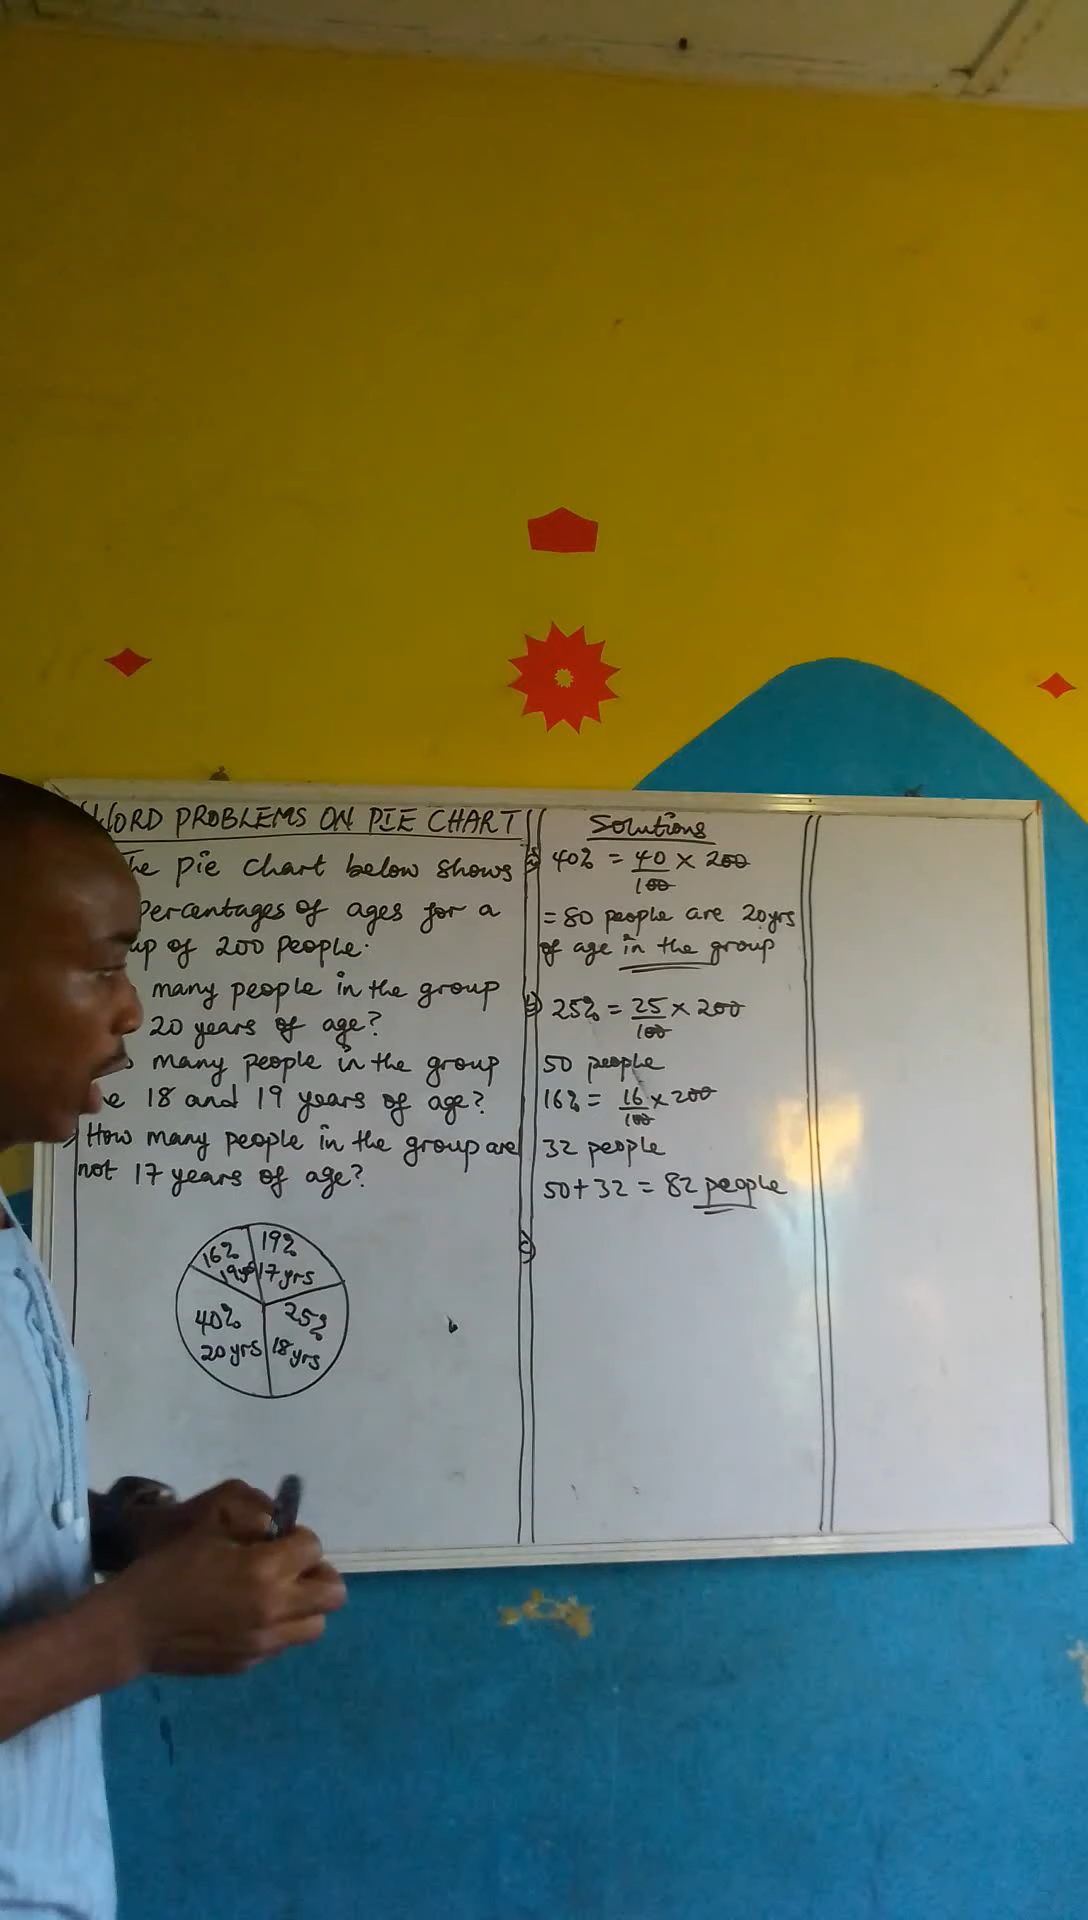 WORD PROBLEMS ON PIE CHART
The pie chart below shows
percentages of ages for a
of 200 people.
many people in the group
20 years of age?
many people in the group
18 and 19 years of age?
How many people in the group are
not 17 years of age?
16%
19yrs
19%
17yrs
40%
20yrs
25%
18yrs
Solutions
a) 40% = 40/100 × 200
= 80 people are 20yrs
of age in the group
b) 25% = 25/100 × 200
50 people
16% = 16/100 × 200
32 people
50+32 = 82 people
c)